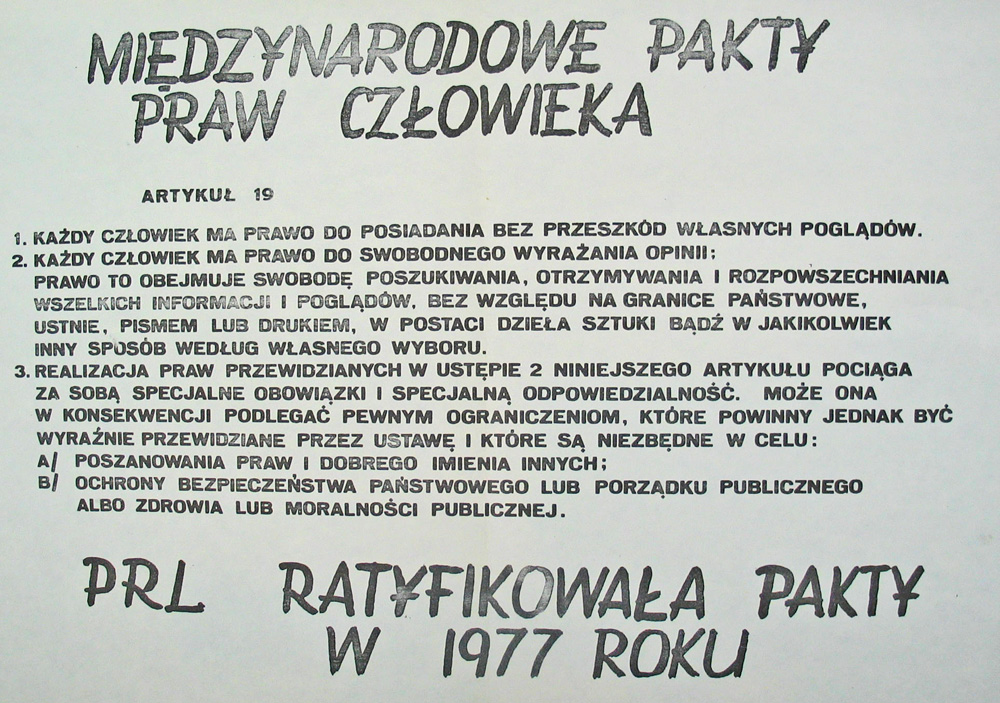 MIĘDZYNARODOWE PAKTY
PRAW CZŁOWIEKA
ARTYKUŁ 19
1. KAŻDY CZŁOWIEK MA PRAWO DO POSIADANIA BEZ PRZESZKÓD WŁASNYCH POGLĄDÓW.
2. KAŻDY CZŁOWIEK MA PRAWO DO SWOBODNEGO WYRAŻANIA OPINII:
PRAWO TO OBEJMUJE SWOBODĘ POSZUKIWANIA, OTRZYMYWANIA I ROZPOWSZECHNIANIA
WSZELKICH INFORMACJI I POGLĄDÓW, BEZ WZGLĘDU NA GRANICE PAŃSTWOWE,
USTNIE, PISMEM LUB DRUKIEM, W POSTACI DZIEŁA SZTUKI BĄDŹ W JAKIKOLWIEK
INNY SPOSÓB WEDŁUG WŁASNEGO WYBORU.
3. REALIZACJA PRAW PRZEWIDZIANYCH W USTĘPIE 2 NINIEJSZEGO ARTYKUŁU POCIĄGA
ZA SOBĄ SPECJALNE OBOWIĄZKI I SPECJALNĄ ODPOWIEDZIALNOŚĆ. MOŻE ONA
W KONSEKWENCJI PODLEGAĆ PEWNYM OGRANICZENIOM, KTÓRE POWINNY JEDNAK BYĆ
WYRAŹNIE PRZEWIDZIANE PRZEZ USTAWĘ I KTÓRE SĄ NIEZBĘDNE W CELU:
A/ POSZANOWANIA PRAW I DOBREGO IMIENIA INNYCH;
B/ OCHRONY BEZPIECZEŃSTWA PAŃSTWOWEGO LUB PORZĄDKU PUBLICZNEGO
ALBO ZDROWIA LUB MORALNOŚCI PUBLICZNEJ.
PRL RATYFIKOWAŁA PAKTY
W 1977 ROKU